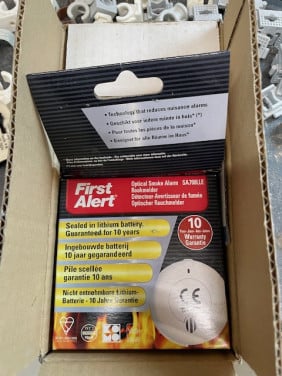 • Technology that reduces nuisance alarms.
• Geschikt voor iedere ruimte in huis* (*)
• Pour toutes les pièces de la maison*
• Geeignet für alle Räume im Haus*
First
Alert®
Optical Smoke Alarm SA700LLE
Rookmelder
Détecteur Avertisseur de fumée
Optischer Rauchmelder
Sealed in lithium battery.
Guaranteed for 10 years
Ingebouwde batterij
10 jaar gegarandeerd
Pile scellée
garantie 10 ans
Nicht entnehmbare Lithium-
Batterie - 10 Jahre Garantie
10
Warranty
Garantie
CE